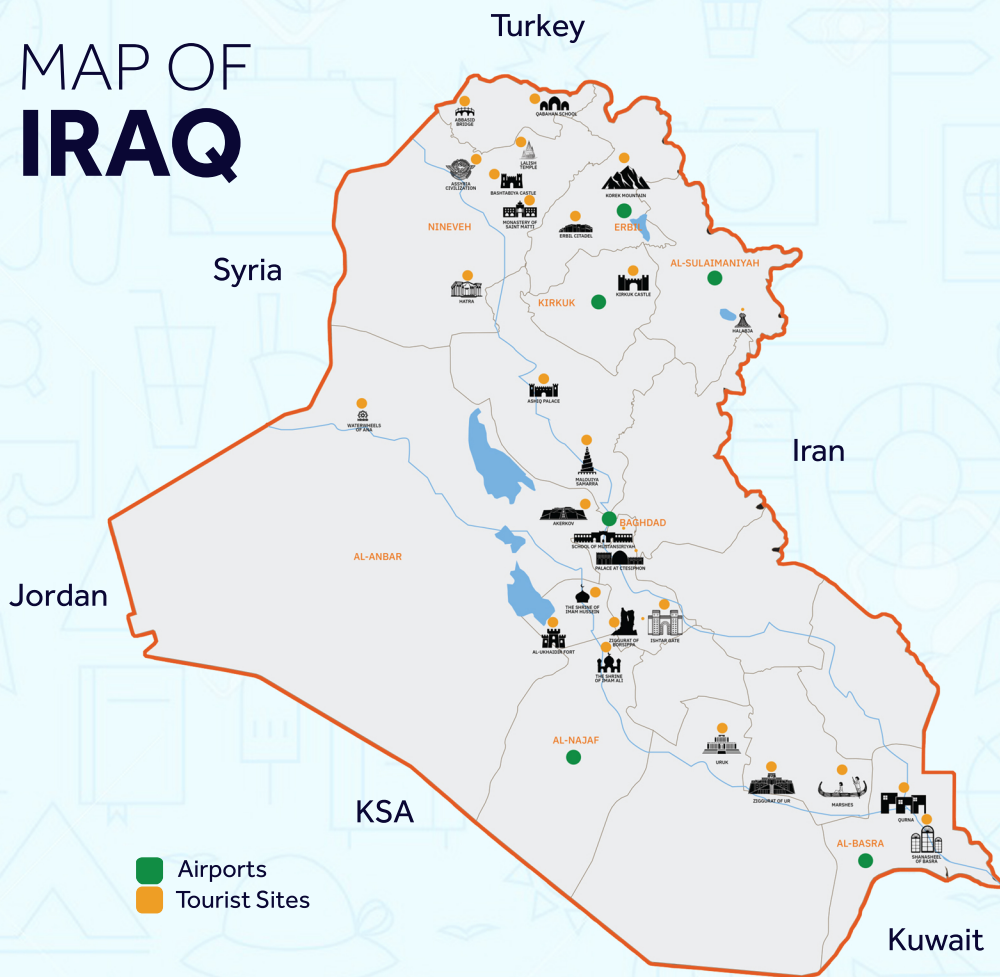 Turkey
MAP OF
IRAQ
ABBASID
BRIDGE
QABAHAN SCHOOL
LALISH
TEMPLE
ASSYRIA
CIVILIZATION
BASHTABIYA CASTLE
KOREK MOUNTAIN
MONASTERY OF
SAINT MATTI
NINEVEH
ERBIL CITADEL
ERBIL
Syria
AL-SULAIMANIYAH
HATRA
KIRKUK
KIRKUK CASTLE
HALABJA
ASHIQ PALACE
WATERWHEELS
OF ANA
Iran
MALOUIYA
SAMARRA
AKERKOV
BAGHDAD
SCHOOL OF MUSTANSIRIYAH
AL-ANBAR
PALACE AT CTESIPHON
Jordan
THE SHRINE OF
IMAM HUSSEIN
ZIGGURAT OF
BORSIPPA
ISHTAR GATE
AL-UKHAIDIR FORT
THE SHRINE
OF IMAM ALI
AL-NAJAF
URUK
ZIGGURAT OF UR
MARSHES
KSA
QURNA
AL-BASRA
SHANASHEEL
OF BASRA
Airports
Tourist Sites
Kuwait